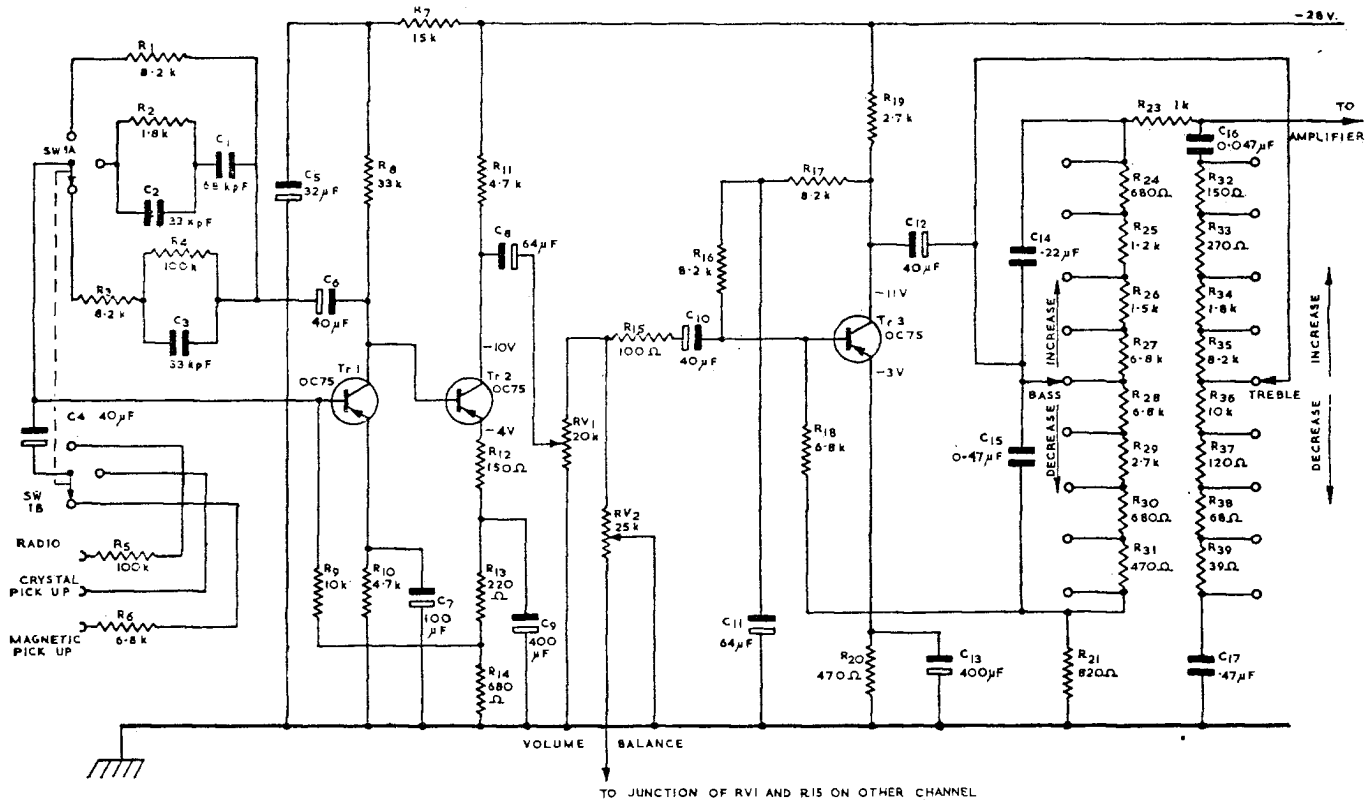 R7
15k
-28V.
R1
8·2k
R2
1.8k
SW1A
C1
68kpF
C2
33kpF
R4
100k
R3
8·2k
C3
33kpF
C5
32µF
R8
33k
R11
4.7k
C6
40µF
C8
64µF
-10V
Tr1
OC75
Tr2
OC75
-4V
C4
40µF
SW
1B
RADIO
R5
100k
CRYSTAL
PICK UP
MAGNETIC
PICK UP
R6
6·8k
R9
10k
R10
4·7k
C7
100
µF
R12
150Ω
R13
220
Ω
R14
680
Ω
C9
400
µF
RV1
20k
R15
100Ω
C10
40µF
RV2
25k
VOLUME
BALANCE
TO JUNCTION OF RV1 AND R15 ON OTHER CHANNEL
R19
2·7k
R17
8·2k
R16
8·2k
C12
40µF
-11V
Tr3
OC75
-3V
R18
6·8k
C11
64µF
R20
470Ω
C13
400µF
R21
820Ω
C14
·22µF
C15
0·47µF
INCREASE
BASS
DECREASE
R23 1k
TO
AMPLIFIER
C16
0·047µF
R24
680Ω
R25
1·2k
R26
1·5k
R27
6·8k
R28
6·8k
R29
2·7k
R30
680Ω
R31
470Ω
R32
150Ω
R33
270Ω
R34
1·8k
R35
8·2k
R36
10k
R37
120Ω
R38
68Ω
R39
39Ω
C17
·47µF
TREBLE
INCREASE
DECREASE